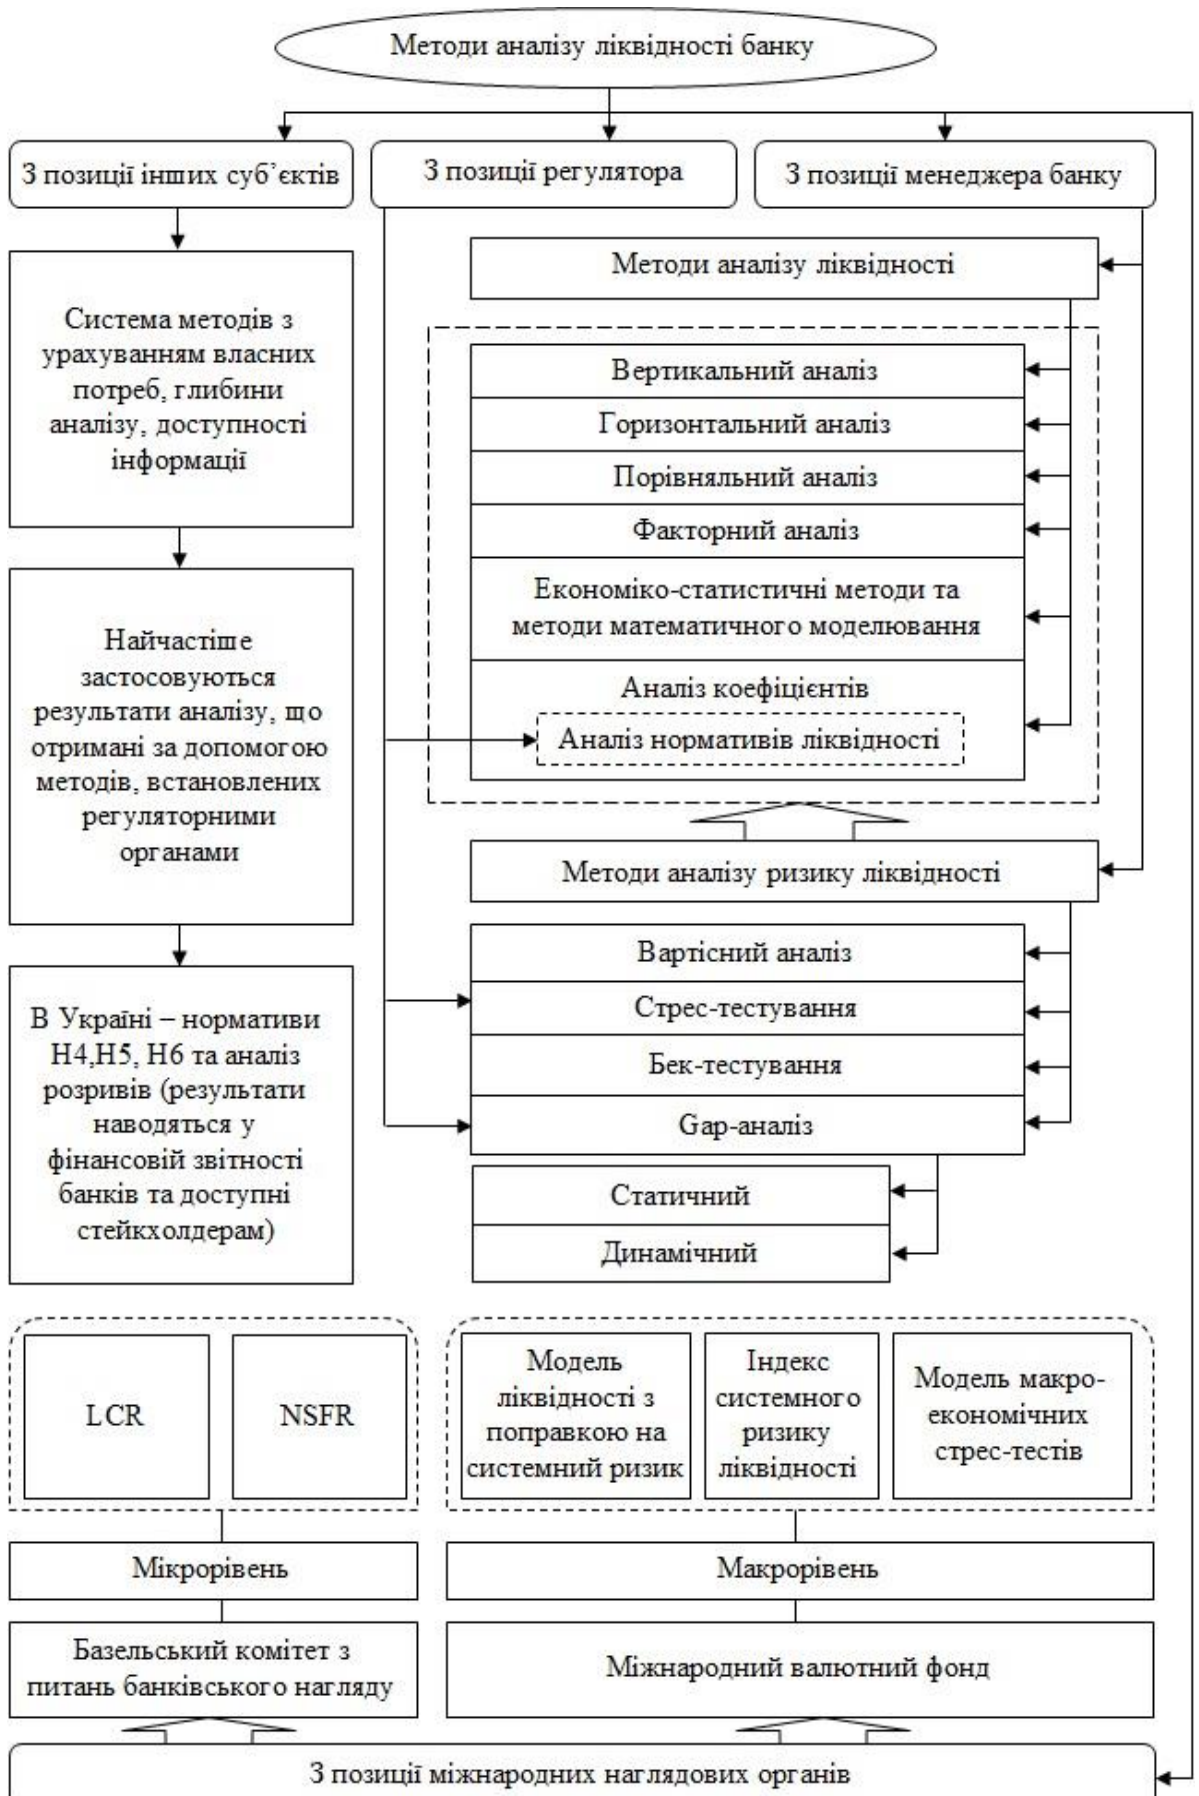 Методи аналізу ліквідності банку
З позиції інших суб’єктів
З позиції регулятора
З позиції менеджера банку
Система методів з
урахуванням власних
потреб, глибини
аналізу, доступності
інформації
Найчастіше
застосовуються
результати аналізу, що
отримані за допомогою
методів, встановлених
регуляторними
органами
В Україні – нормативи
Н4,Н5, Н6 та аналіз
розривів (результати
наводяться у
фінансовій звітності
банків та доступні
стейкхолдерам)
Методи аналізу ліквідності
Вертикальний аналіз
Горизонтальний аналіз
Порівняльний аналіз
Факторний аналіз
Економіко-статистичні методи та
методи математичного моделювання
Аналіз коефіцієнтів
Аналіз нормативів ліквідності
Методи аналізу ризику ліквідності
Вартісний аналіз
Стрес-тестування
Бек-тестування
Gap-аналіз
Статичний
Динамічний
LCR
NSFR
Модель
ліквідності з
поправкою на
системний ризик
Індекс
системного
ризику
ліквідності
Модель макро-
економічних
стрес-тестів
Мікрорівень
Макрорівень
Базельський комітет з
питань банківського нагляду
Міжнародний валютний фонд
З позиції міжнародних наглядових органів